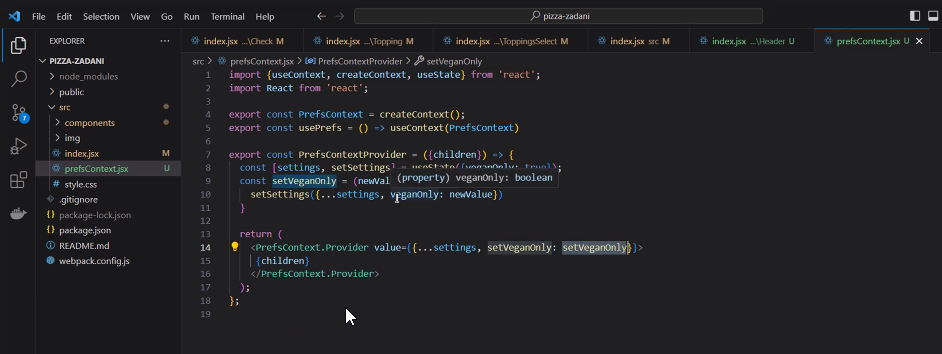 File Edit Selection View Go Run Terminal Help pizza-zadani
EXPLORER
PIZZA-ZADANI
node_modules
public
src
components
img
index.jsx M
prefsContext.jsx U
style.css
.gitignore
package-lock.json
package.json
README.md
webpack.config.js
7
index.jsx ...\Check M index.jsx ...\Topping M index.jsx ...\ToppingsSelect M index.jsx src M index.jsx ...\Header U prefsContext.jsx U
src > prefsContext.jsx > PrefsContextProvider > setVeganOnly
1 import {useContext, createContext, useState} from 'react';
2 import React from 'react';
3
4 export const PrefsContext = createContext();
5 export const usePrefs = () => useContext(PrefsContext)
6
7 export const PrefsContextProvider = ({children}) => {
8 const [settings, setSettings] = useState({veganOnly: true});
9 const setVeganOnly = (newVal
(property) veganOnly: boolean
10 setSettings({...settings, veganOnly: newValue})
11 }
12
13 return (
14 <PrefsContext.Provider value={{...settings, setVeganOnly: setVeganOnly}}>
15 {children}
16 </PrefsContext.Provider>
17 );
18 };
19